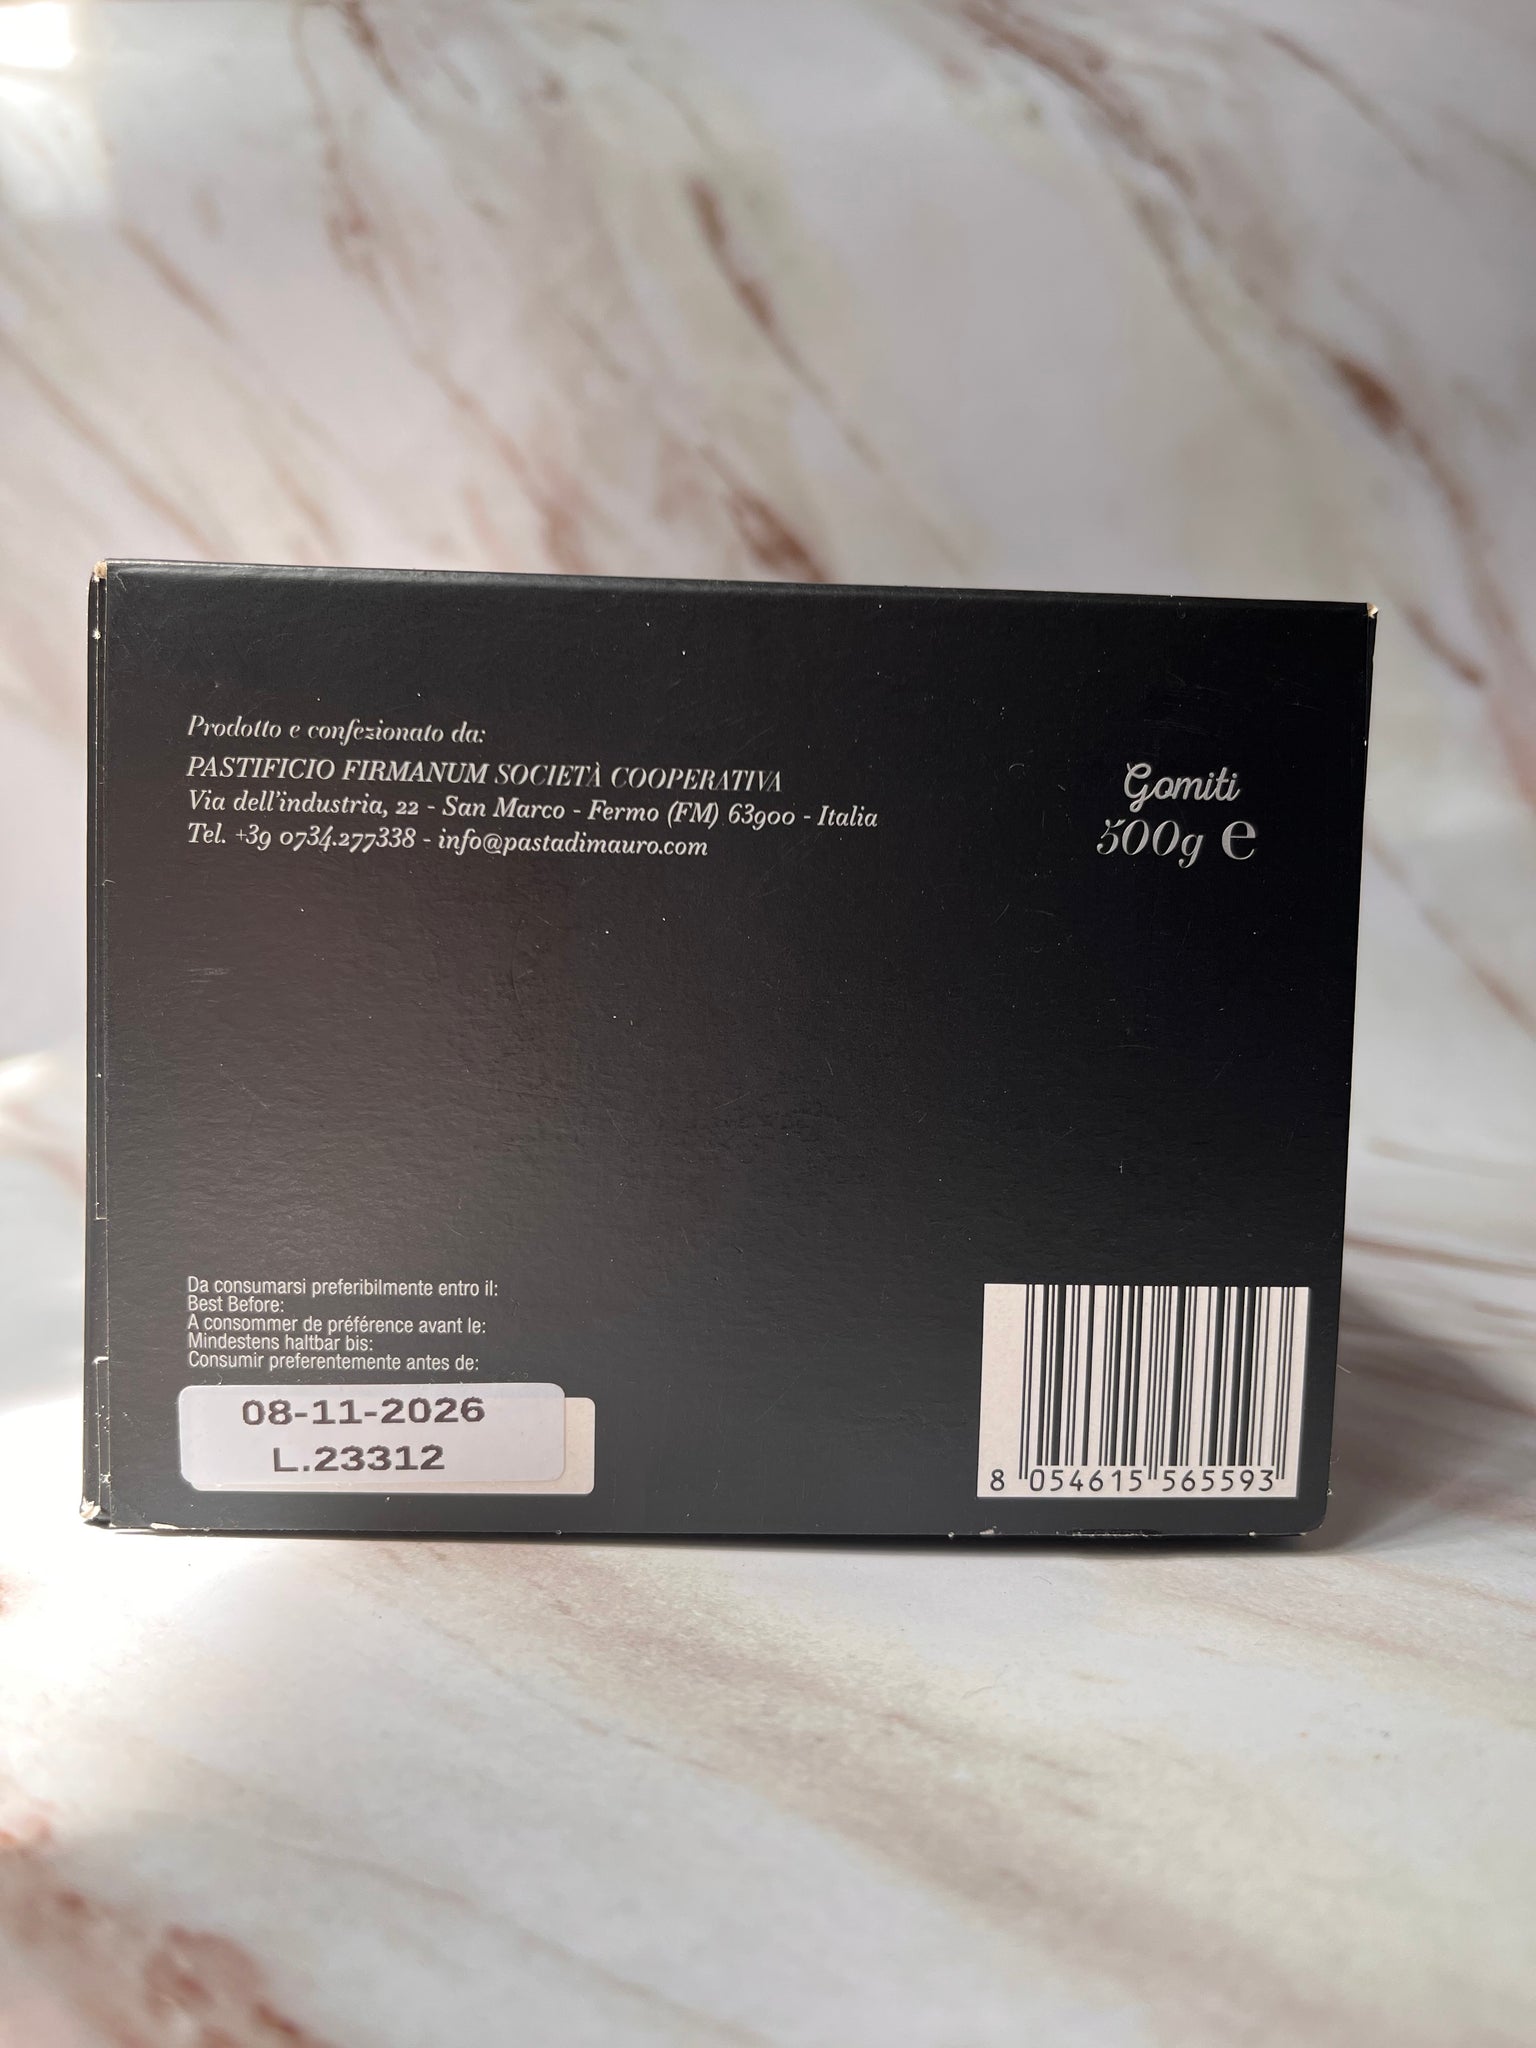 Prodotto e confezionato da:
PASTIFICIO FIRMANUM SOCIETÀ COOPERATIVA
Via dell'industria, 22 - San Marco - Fermo (FM) 63900 - Italia
Tel. +39 0734.277338 - info@pastadimauro.com
Gomiti
500g e
Da consumarsi preferibilmente entro il:
Best Before:
A consommer de préférence avant le:
Mindestens haltbar bis:
Consumir preferentemente antes de:
08-11-2026
L.23312
8 054615 565593